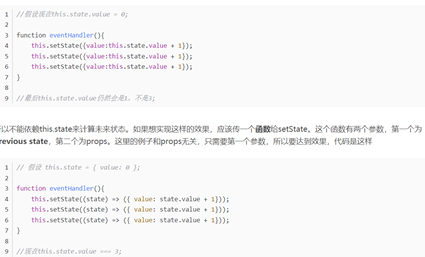 1 //假设现在this.state.value = 0;
2
3 function eventHandler(){
4 this.setState({value:this.state.value + 1});
5 this.setState({value:this.state.value + 1});
6 this.setState({value:this.state.value + 1});
7 }
8
9 //最后this.state.value仍然会是1，不是3;
所以不能依赖this.state来计算未来状态。如果想实现这样的效果，应该传一个函数给setState。这个函数有两个参数，第一个为
revious state，第二个为props。这里的例子和props无关，只需要第一个参数，所以要达到效果，代码是这样
1 // 假设 this.state = { value: 0 };
2
3 function eventHandler(){
4 this.setState((state) => ({ value: state.value + 1}));
5 this.setState((state) => ({ value: state.value + 1}));
6 this.setState((state) => ({ value: state.value + 1}));
7 }
8
9 //现在this.state.value === 3;